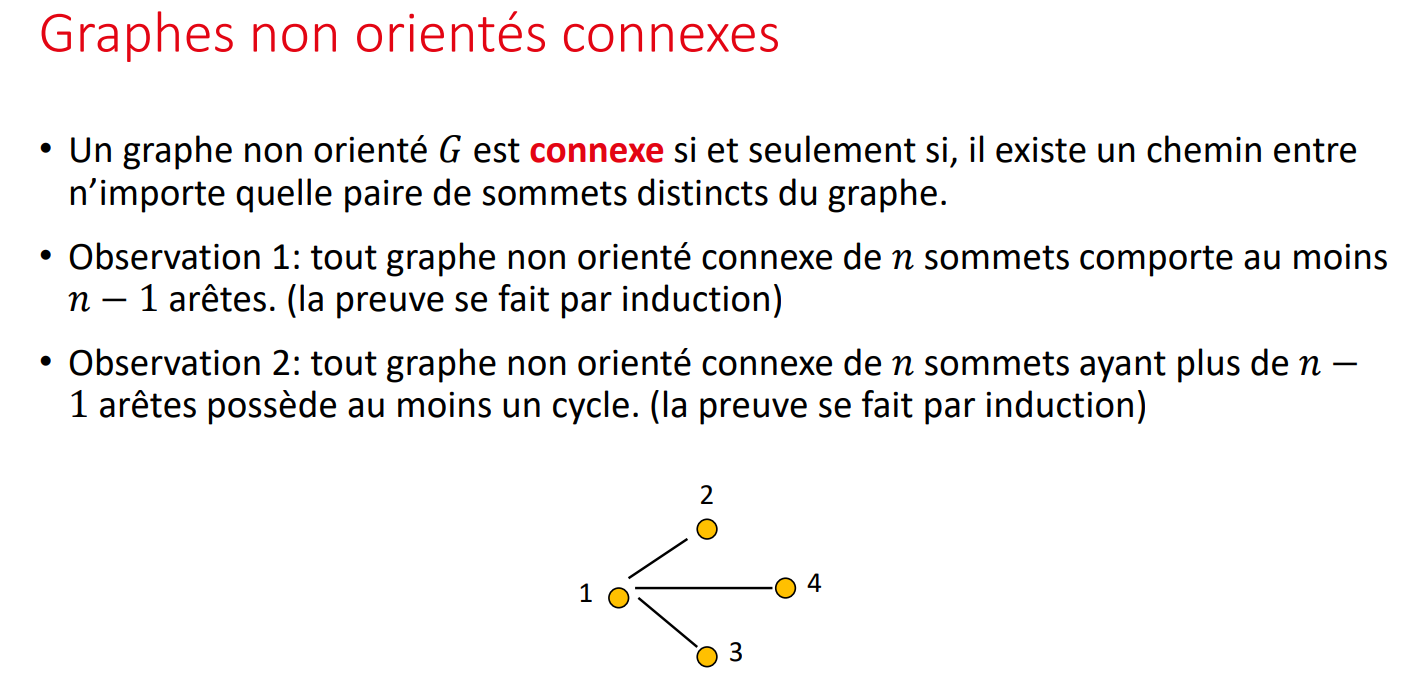 Graphes non orientés connexes
• Un graphe non orienté 𝐺 est connexe si et seulement si, il existe un chemin entre
n’importe quelle paire de sommets distincts du graphe.
• Observation 1: tout graphe non orienté connexe de 𝑛 sommets comporte au moins
𝑛 − 1 arêtes. (la preuve se fait par induction)
• Observation 2: tout graphe non orienté connexe de 𝑛 sommets ayant plus de 𝑛 −
1 arêtes possède au moins un cycle. (la preuve se fait par induction)
2
4
1
3